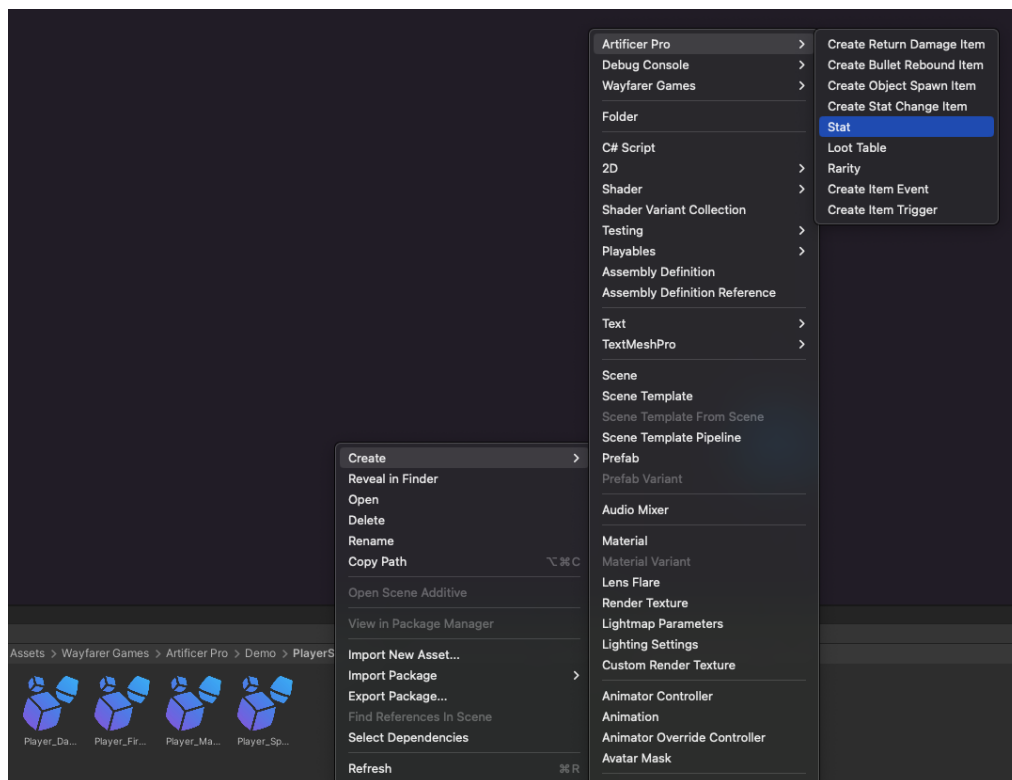 Artificer Pro
Debug Console
Wayfarer Games
Folder
C# Script
2D
Shader
Shader Variant Collection
Testing
Playables
Assembly Definition
Assembly Definition Reference
Text
TextMeshPro
Scene
Scene Template
Scene Template From Scene
Scene Template Pipeline
Prefab
Prefab Variant
Audio Mixer
Material
Material Variant
Lens Flare
Render Texture
Lightmap Parameters
Lighting Settings
Custom Render Texture
Animator Controller
Animation
Animator Override Controller
Avatar Mask
Create Return Damage Item
Create Bullet Rebound Item
Create Object Spawn Item
Create Stat Change Item
Stat
Loot Table
Rarity
Create Item Event
Create Item Trigger
Create
Reveal in Finder
Open
Delete
Rename
Copy Path ⌥⌘C
Open Scene Additive
View in Package Manager
Import New Asset...
Import Package
Export Package...
Find References In Scene
Select Dependencies
Refresh ⌘R
Assets > Wayfarer Games > Artificer Pro > Demo > PlayerS
Player_Da... Player_Fir... Player_Ma... Player_Sp...